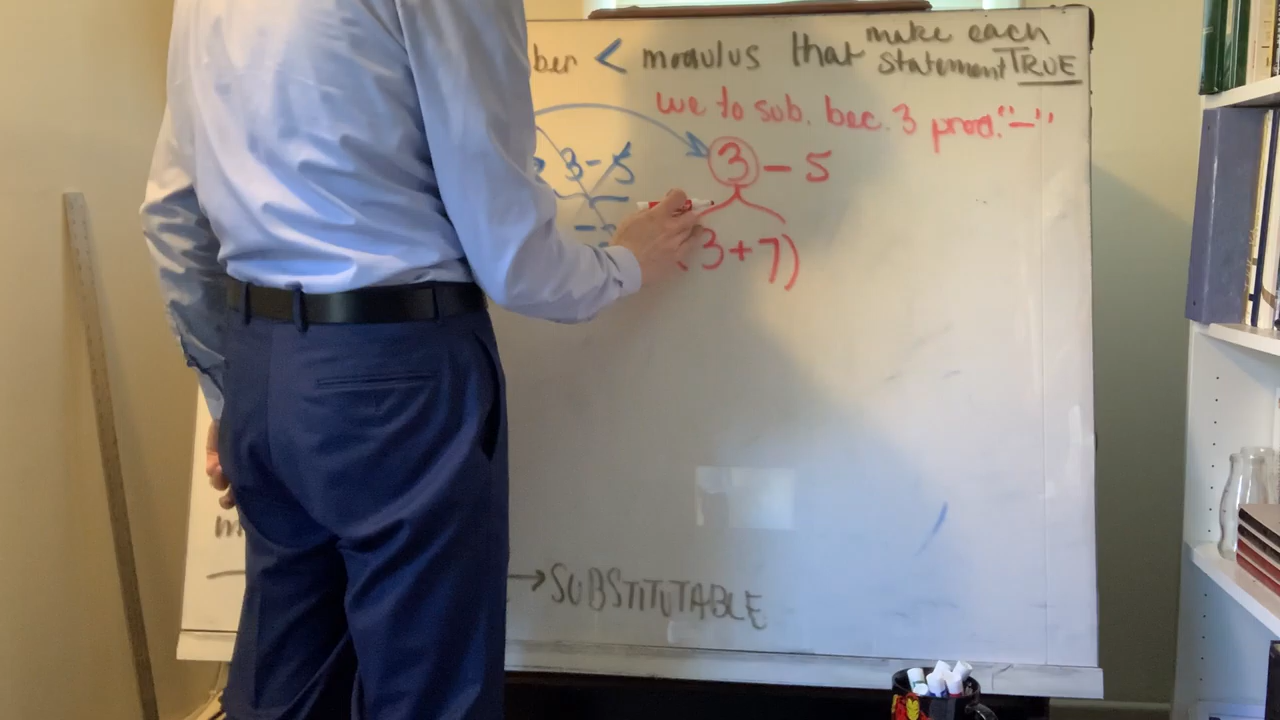 ber < modulus that make each
statement TRUE
we to sub. bec. 3 prod. "-"
3 - 5
3 - 5
(3 + 7)
→ SUBSTITUTABLE